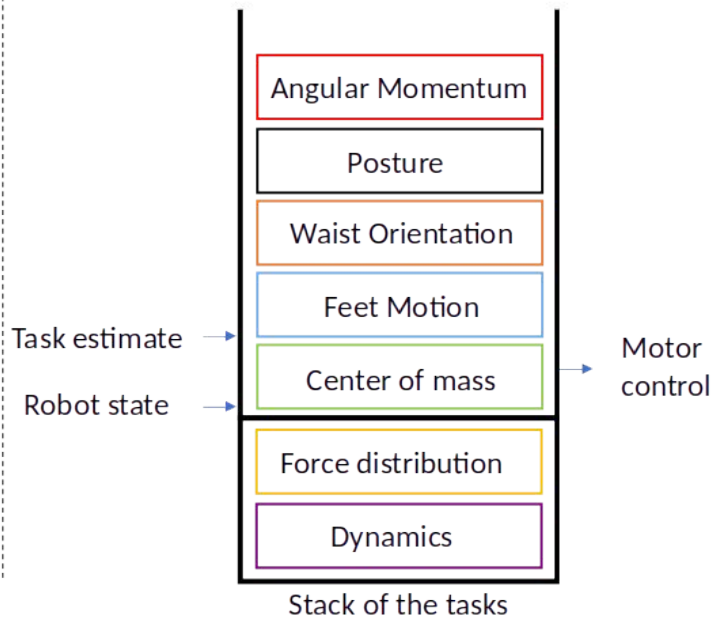 Angular Momentum
Posture
Waist Orientation
Feet Motion
Task estimate
Center of mass
Motor
control
Robot state
Force distribution
Dynamics
Stack of the tasks